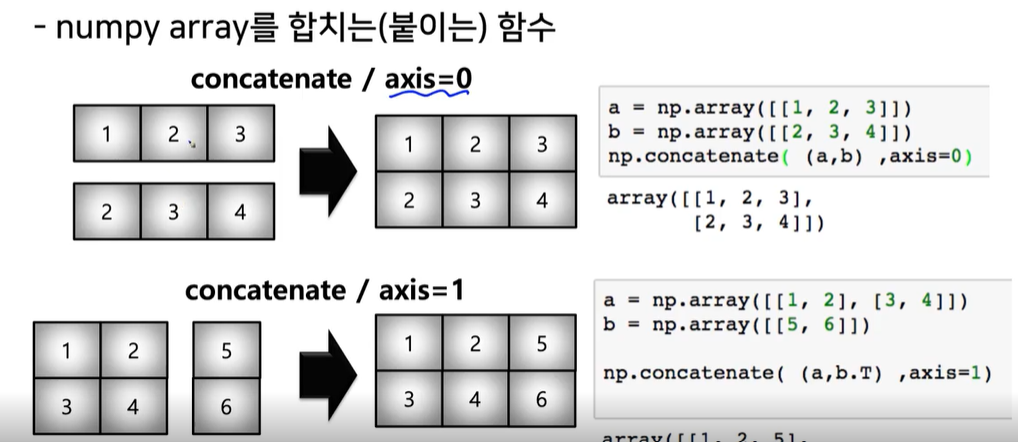 - numpy array를 합치는(붙이는) 함수
concatenate / axis=0
1 2 3
2 3 4
1 2 3
2 3 4
a = np.array([[1, 2, 3]])
b = np.array([[2, 3, 4]])
np.concatenate( (a,b) ,axis=0)
array([[1, 2, 3],
[2, 3, 4]])
concatenate / axis=1
1 2
3 4
5
6
1 2 5
3 4 6
a = np.array([[1, 2], [3, 4]])
b = np.array([[5, 6]])
np.concatenate( (a,b.T) ,axis=1)
array([[1, 2, 5],